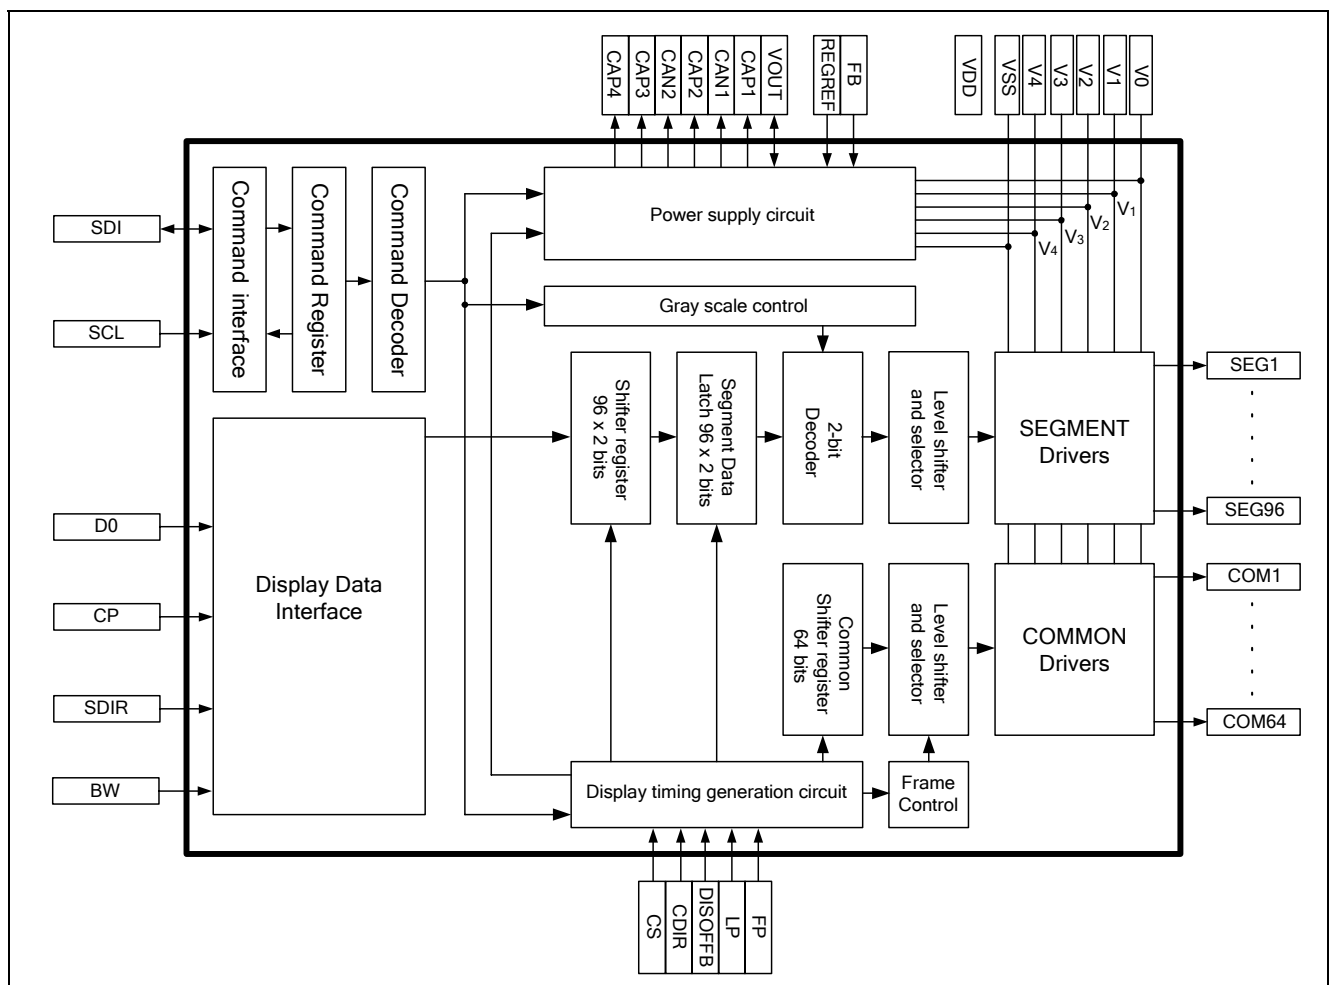 CAP4
CAP3
CAN2
CAP2
CAN1
CAP1
VOUT
REGREF
FB
VDD
VSS
V4
V3
V2
V1
V0
SDI
SCL
D0
CP
SDIR
BW
Command interface
Command Register
Command Decoder
Power supply circuit
V1
V2
V3
V4
Gray scale control
Shifter register
96 x 2 bits
Segment Data
Latch 96 x 2 bits
2-bit
Decoder
Level shifter
and selector
SEGMENT
Drivers
SEG1
SEG96
Display Data
Interface
Common
Shifter register
64 bits
Level shifter
and selector
COMMON
Drivers
COM1
COM64
Display timing generation circuit
Frame
Control
CS
CDIR
DISOFFB
LP
FP